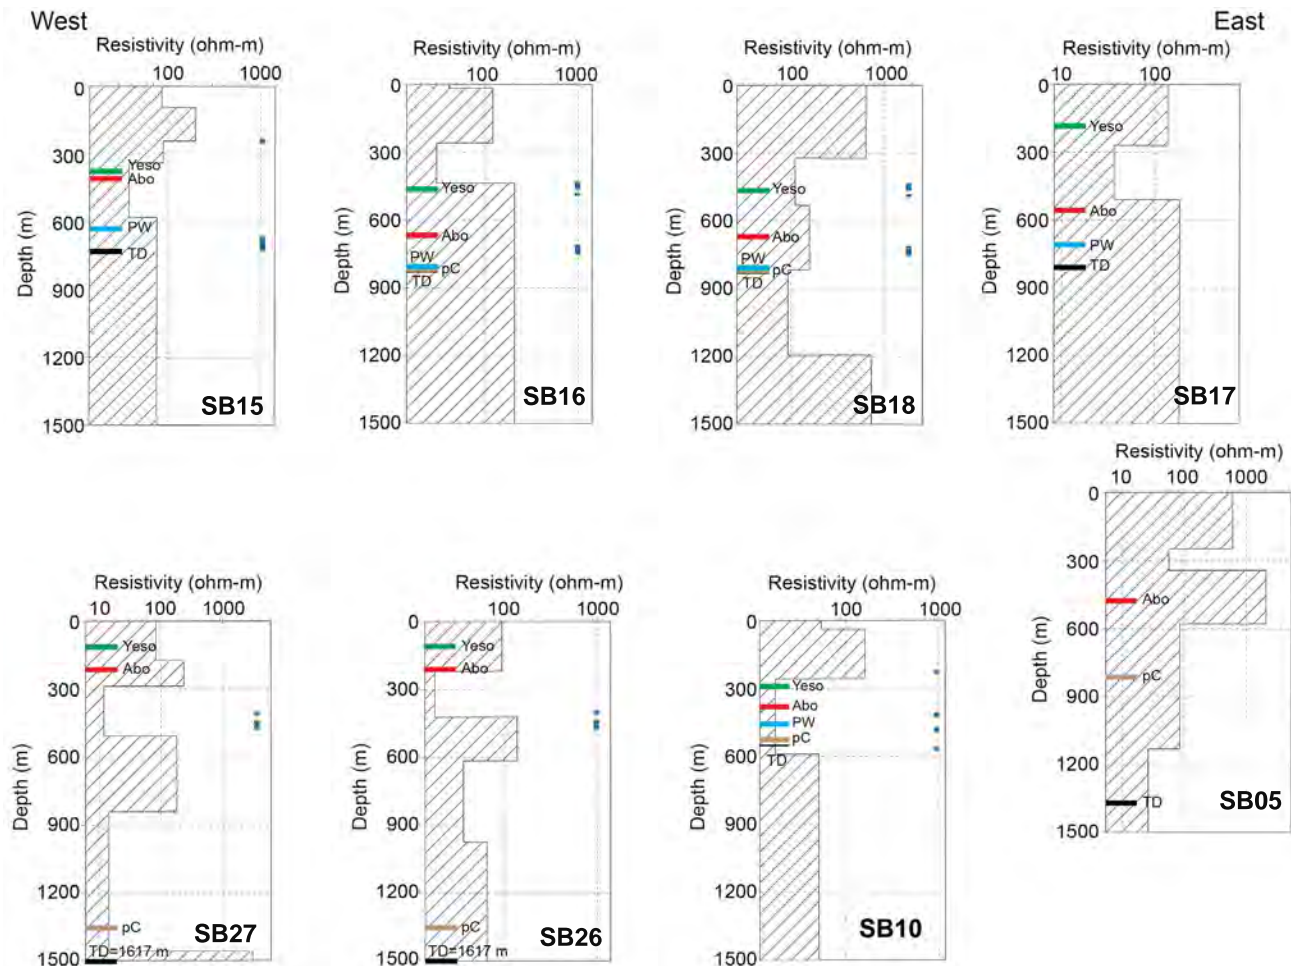 West
East
Resistivity (ohm-m)
100 1000
0
300
600
900
1200
1500
Depth (m)
Yeso
Abo
PW
TD
SB15
Resistivity (ohm-m)
100 1000
0
300
600
900
1200
1500
Depth (m)
Yeso
Abo
PW
pC
TD
SB16
Resistivity (ohm-m)
100 1000
0
300
600
900
1200
1500
Depth (m)
Yeso
Abo
PW
pC
TD
SB18
Resistivity (ohm-m)
10 100
0
300
600
900
1200
1500
Depth (m)
Yeso
Abo
PW
TD
SB17
Resistivity (ohm-m)
10 100 1000
0
300
600
900
1200
1500
Depth (m)
Abo
pC
TD
SB05
Resistivity (ohm-m)
10 100 1000
0
300
600
900
1200
1500
Depth (m)
Yeso
Abo
pC
TD=1617 m
SB27
Resistivity (ohm-m)
100 1000
0
300
600
900
1200
1500
Depth (m)
Yeso
Abo
pC
TD=1617 m
SB26
Resistivity (ohm-m)
100 1000
0
300
600
900
1200
1500
Depth (m)
Yeso
Abo
PW
pC
TD
SB10